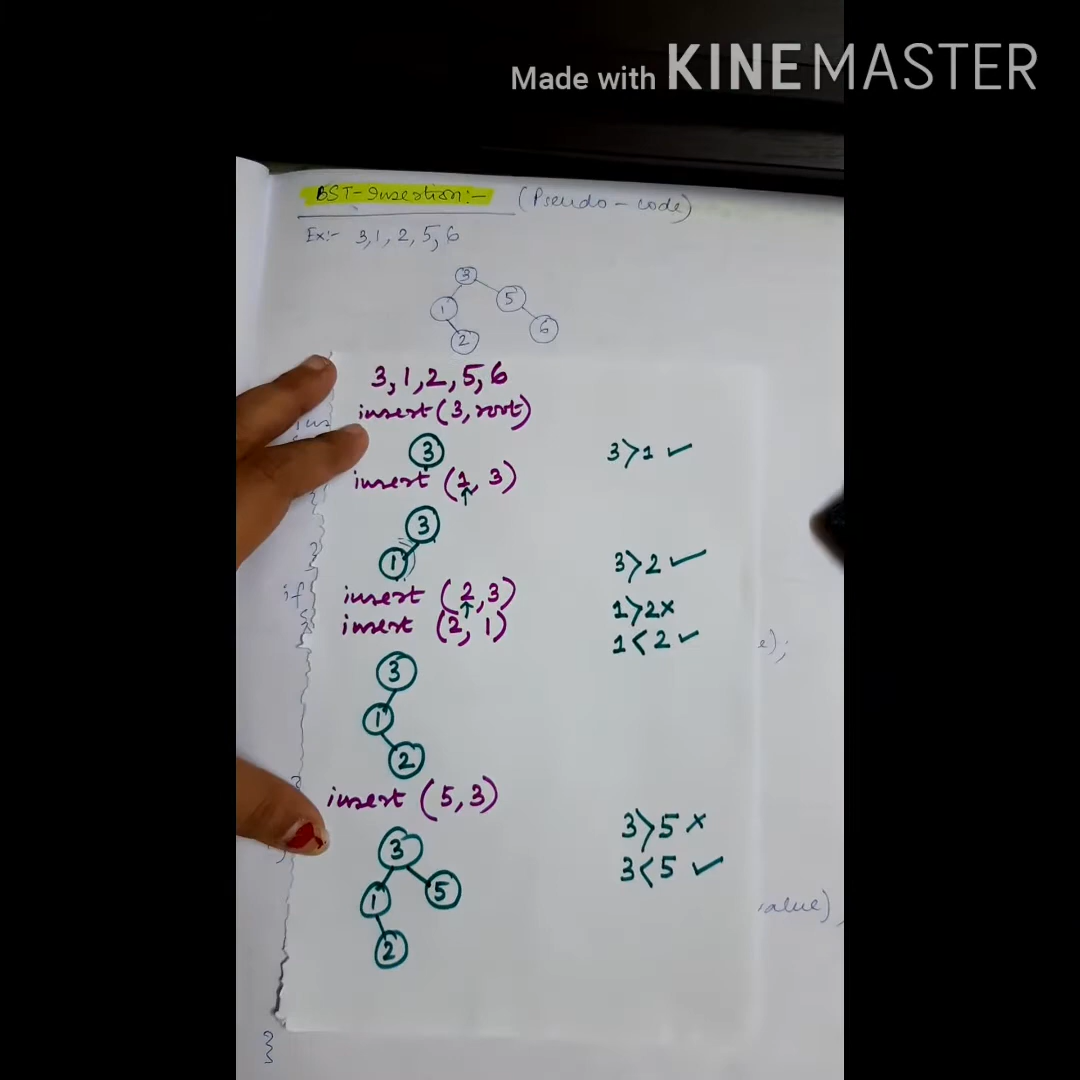 Made with KINEMASTER
BST-Insertion:- (Pseudo-code)
Ex:- 3,1,2,5,6
3
1
5
2
6
3,1,2,5,6
insert(3,root)
3
3>1 ✓
insert (1, 3)
↑
3
1
3>2 ✓
insert (2,3)
↑
1>2x
insert (2, 1)
1<2 ✓
if
e);
3
1
2
insert (5,3)
3>5 x
3
3<5 ✓
1
5
2
value),
}